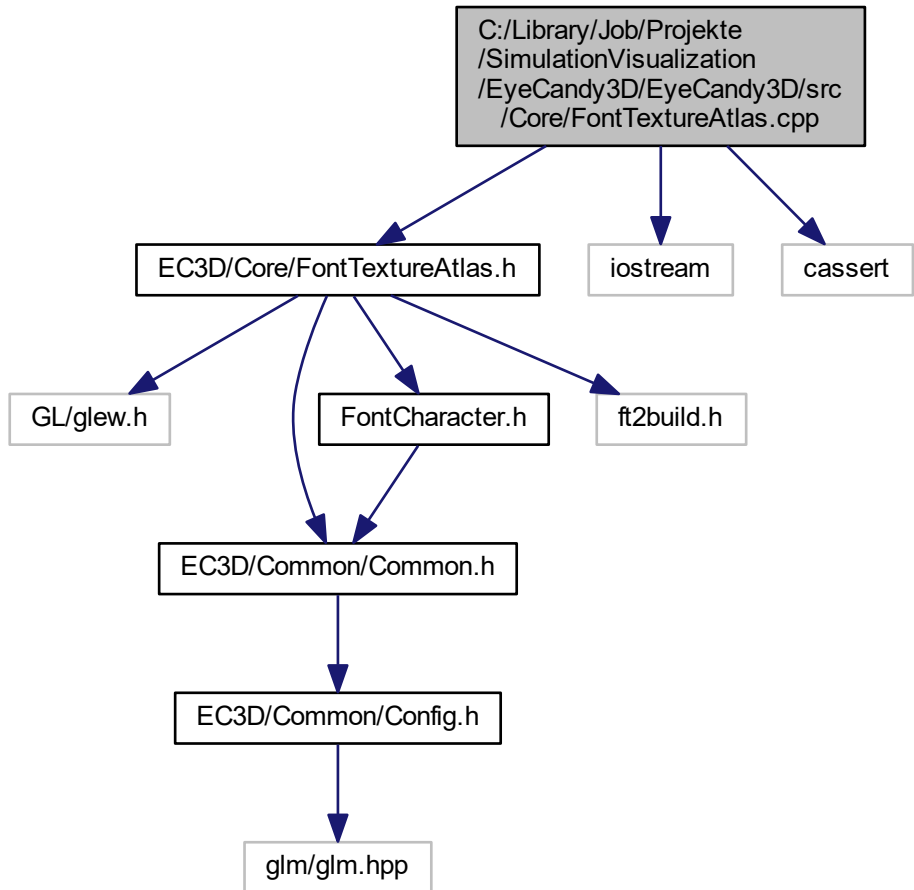 C:/Library/Job/Projekte
/SimulationVisualization
/EyeCandy3D/EyeCandy3D/src
/Core/FontTextureAtlas.cpp
EC3D/Core/FontTextureAtlas.h
iostream
cassert
GL/glew.h
FontCharacter.h
ft2build.h
EC3D/Common/Common.h
EC3D/Common/Config.h
glm/glm.hpp